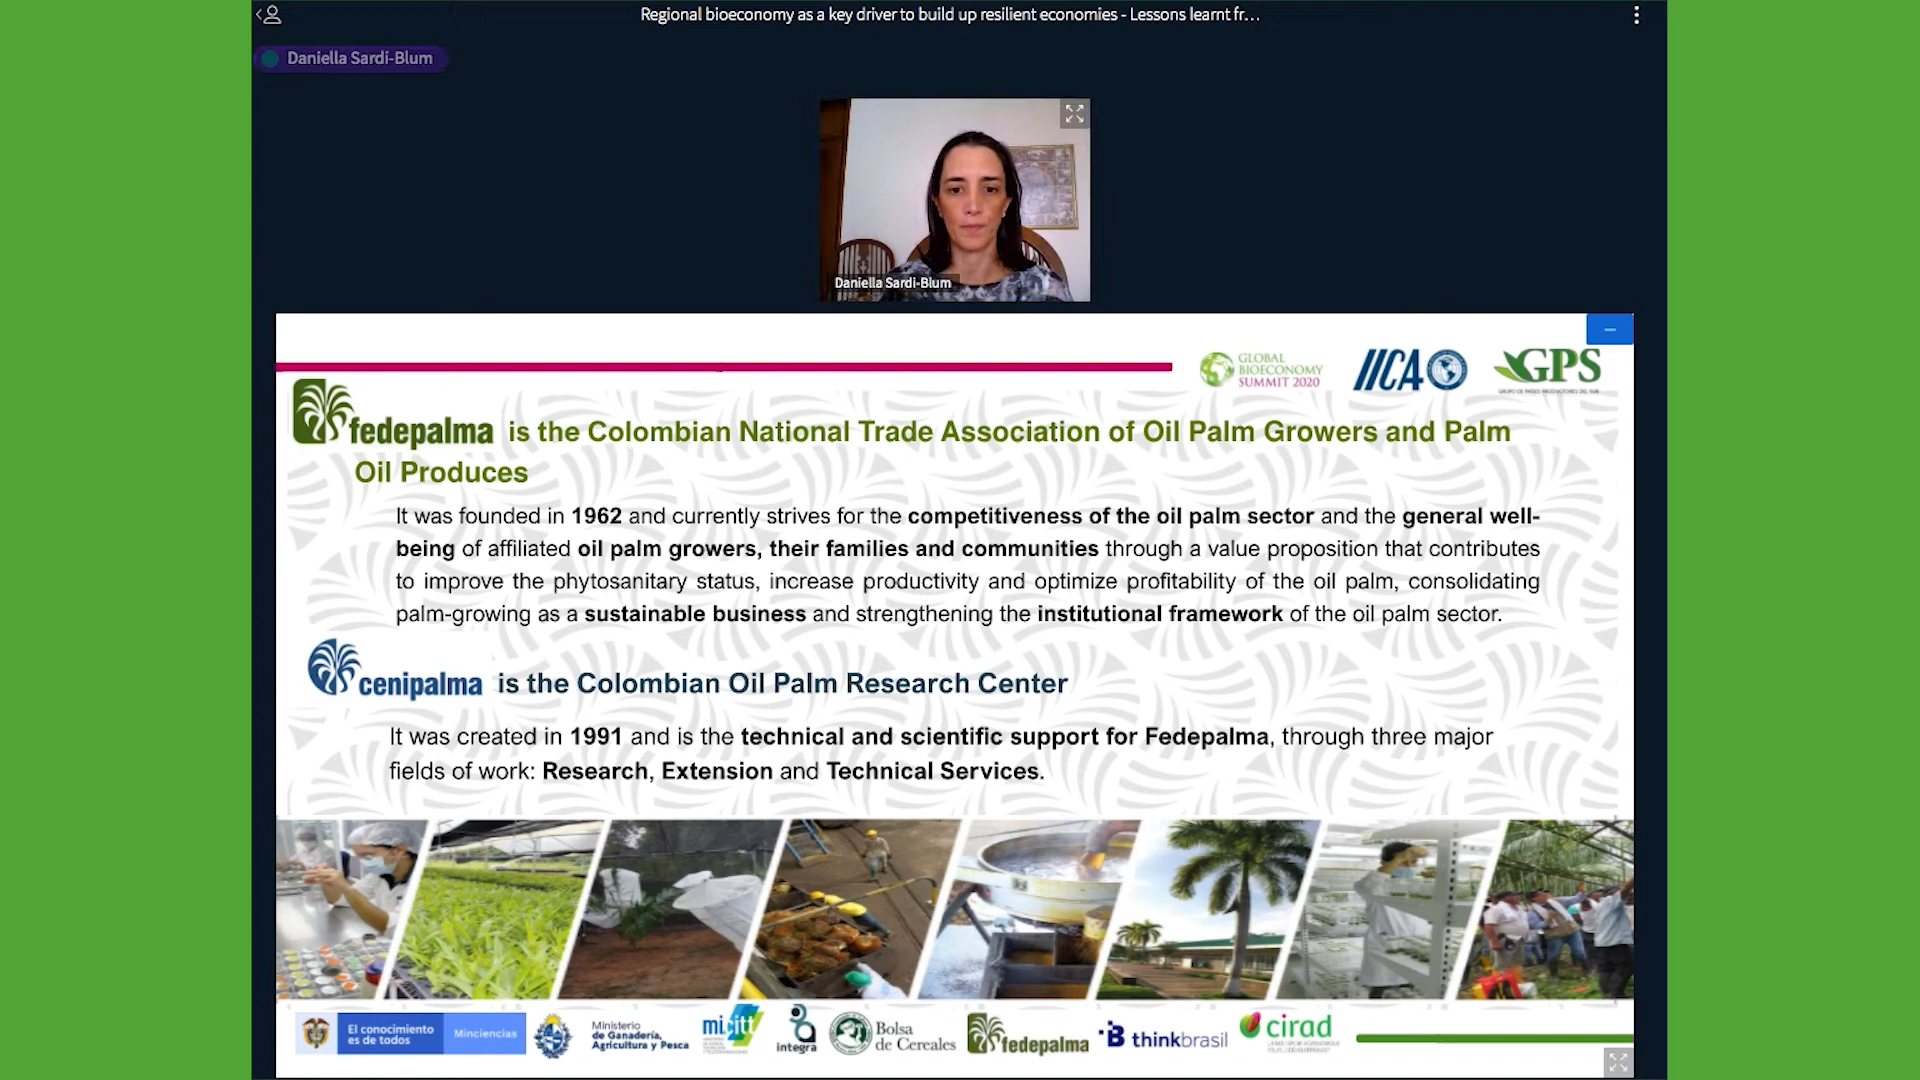 Regional bioeconomy as a key driver to build up resilient economies - Lessons learnt fr...
Daniella Sardi-Blum
Daniella Sardi-Blum
GLOBAL
BIOECONOMY
SUMMIT 2020
IICA
GPS
GRUPO DE PAÍSES PRODUCTORES DEL SUR
fedepalma is the Colombian National Trade Association of Oil Palm Growers and Palm
Oil Produces
It was founded in 1962 and currently strives for the competitiveness of the oil palm sector and the general well-
being of affiliated oil palm growers, their families and communities through a value proposition that contributes
to improve the phytosanitary status, increase productivity and optimize profitability of the oil palm, consolidating
palm-growing as a sustainable business and strengthening the institutional framework of the oil palm sector.
cenipalma is the Colombian Oil Palm Research Center
It was created in 1991 and is the technical and scientific support for Fedepalma, through three major
fields of work: Research, Extension and Technical Services.
El conocimiento
es de todos
Minciencias
Ministerio
de Ganadería,
Agricultura y Pesca
micitt
integra
Bolsa
de Cereales
fedepalma
thinkbrasil
cirad